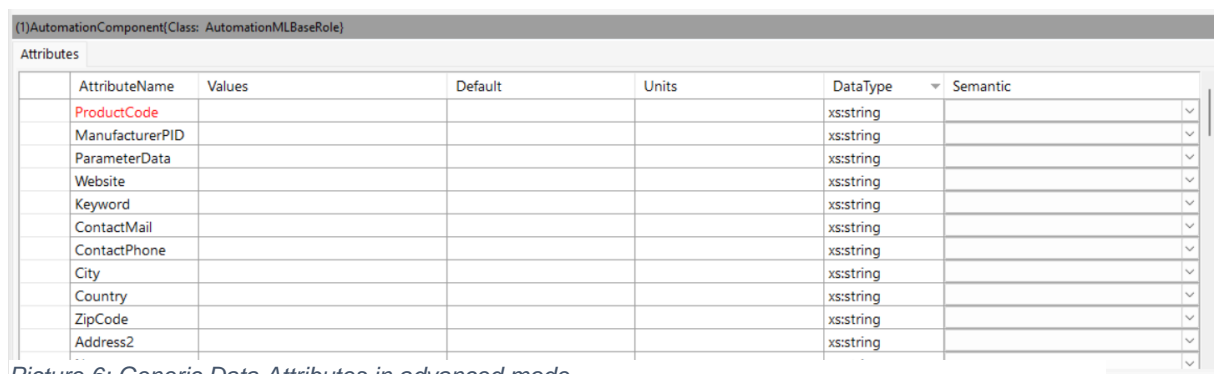 (1)AutomationComponent{Class: AutomationMLBaseRole}
Attributes
AttributeName Values Default Units DataType Semantic
ProductCode xs:string
ManufacturerPID xs:string
ParameterData xs:string
Website xs:string
Keyword xs:string
ContactMail xs:string
ContactPhone xs:string
City xs:string
Country xs:string
ZipCode xs:string
Address2 xs:string
Picture 6: Generic Data Attributes in advanced mode